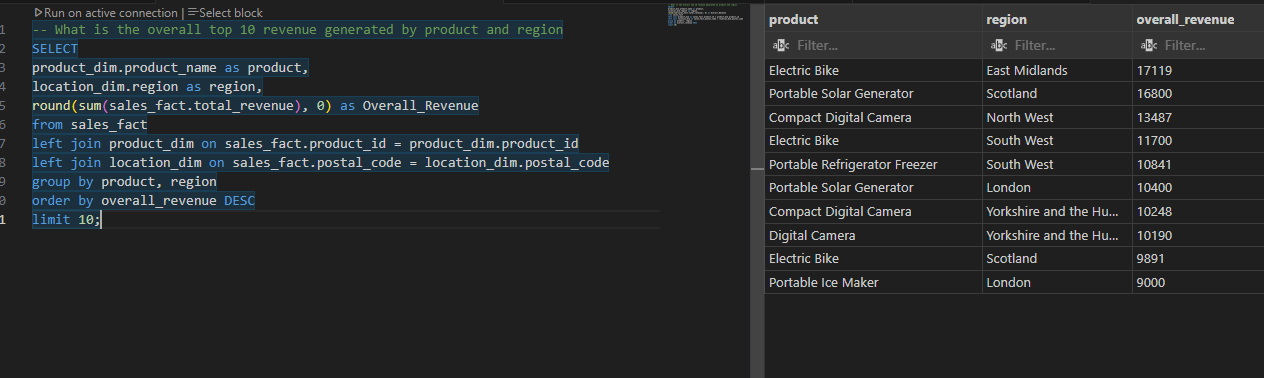 Run on active connection | Select block
1 -- What is the overall top 10 revenue generated by product and region
2 SELECT
3 product_dim.product_name as product,
4 location_dim.region as region,
5 round(sum(sales_fact.total_revenue), 0) as Overall_Revenue
6 from sales_fact
7 left join product_dim on sales_fact.product_id = product_dim.product_id
8 left join location_dim on sales_fact.postal_code = location_dim.postal_code
9 group by product, region
0 order by overall_revenue DESC
1 limit 10;
product region overall_revenue
abc Filter... abc Filter... abc Filter...
Electric Bike East Midlands 17119
Portable Solar Generator Scotland 16800
Compact Digital Camera North West 13487
Electric Bike South West 11700
Portable Refrigerator Freezer South West 10841
Portable Solar Generator London 10400
Compact Digital Camera Yorkshire and the Hu... 10248
Digital Camera Yorkshire and the Hu... 10190
Electric Bike Scotland 9891
Portable Ice Maker London 9000